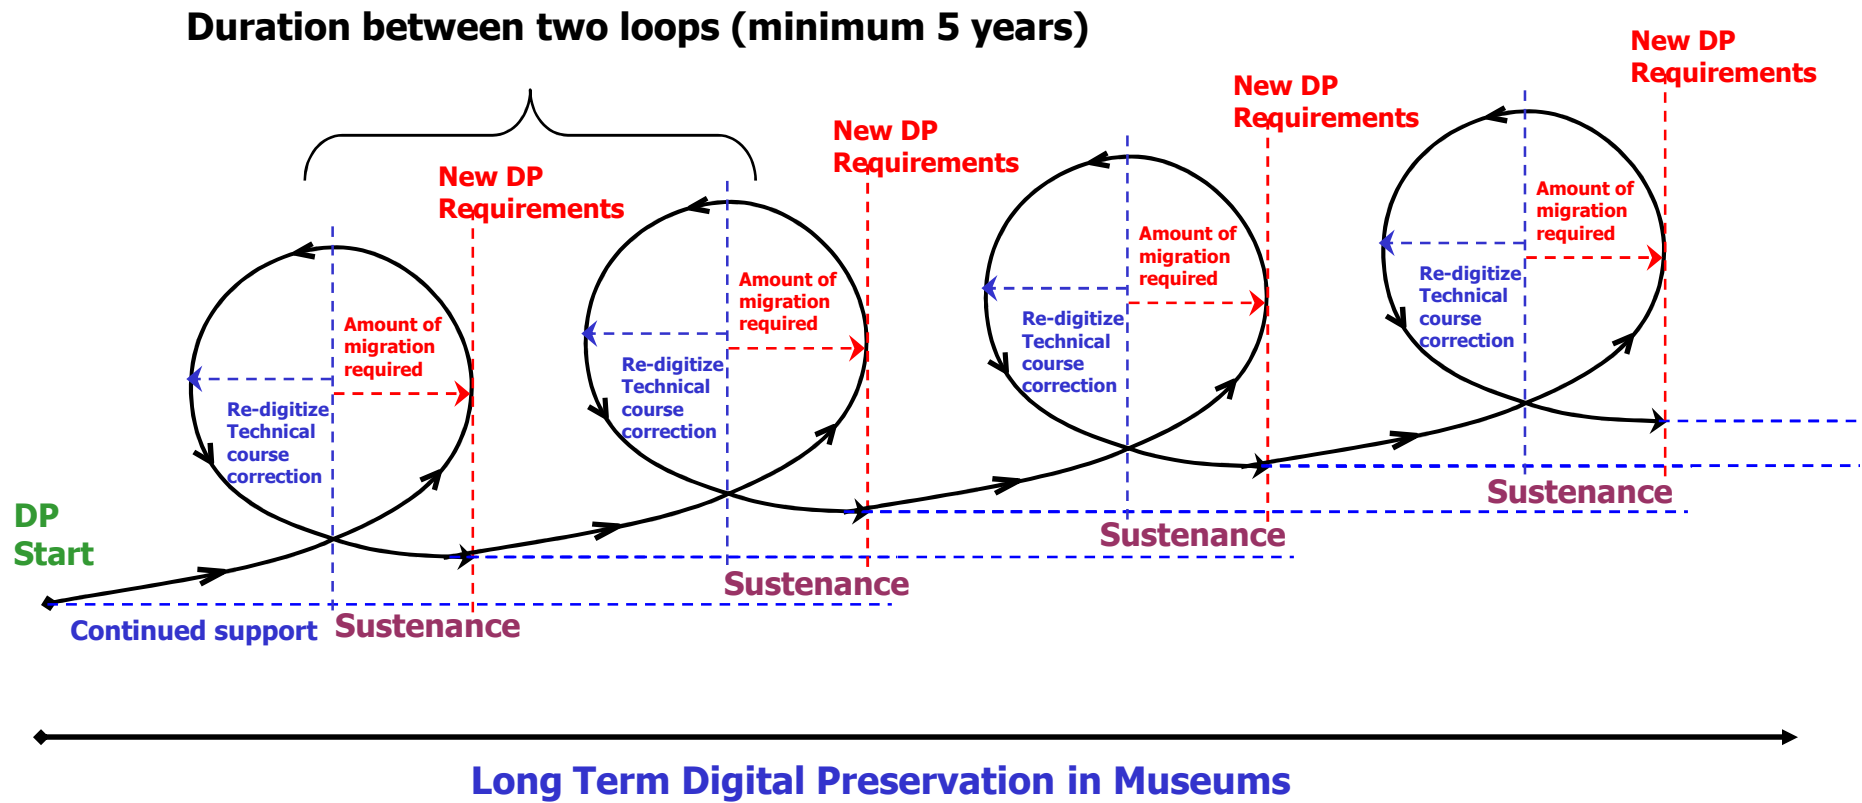 Duration between two loops (minimum 5 years)
New DP
Requirements
Amount of
migration
required
Re-digitize
Technical
course
correction
New DP
Requirements
Amount of
migration
required
Re-digitize
Technical
course
correction
New DP
Requirements
Amount of
migration
required
Re-digitize
Technical
course
correction
New DP
Requirements
Amount of
migration
required
Re-digitize
Technical
course
correction
DP
Start
Continued support
Sustenance
Sustenance
Sustenance
Sustenance
Long Term Digital Preservation in Museums